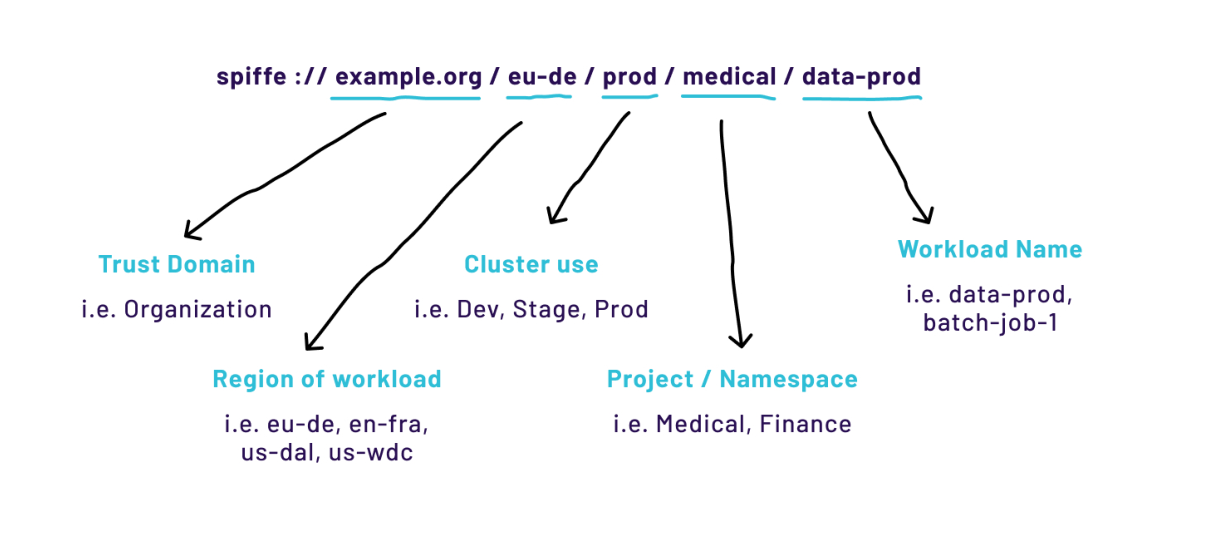 spiffe :// example.org / eu-de / prod / medical / data-prod
Trust Domain
i.e. Organization
Region of workload
i.e. eu-de, en-fra,
us-dal, us-wdc
Cluster use
i.e. Dev, Stage, Prod
Project / Namespace
i.e. Medical, Finance
Workload Name
i.e. data-prod,
batch-job-1